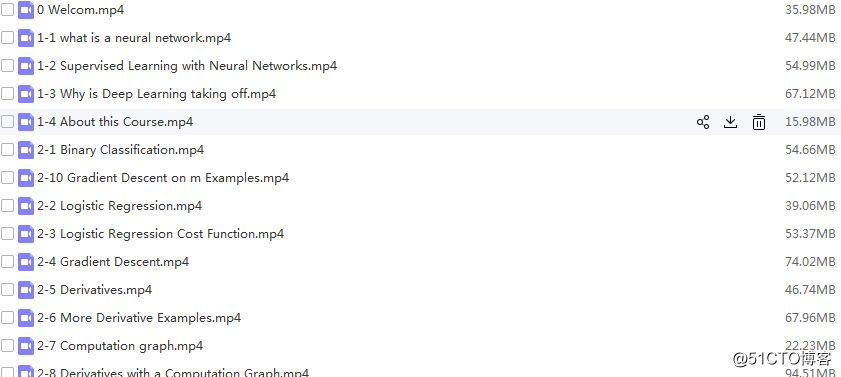 0 Welcom.mp4 35.98MB
1-1 what is a neural network.mp4 47.44MB
1-2 Supervised Learning with Neural Networks.mp4 54.99MB
1-3 Why is Deep Learning taking off.mp4 67.12MB
1-4 About this Course.mp4 15.98MB
2-1 Binary Classification.mp4 54.66MB
2-10 Gradient Descent on m Examples.mp4 52.12MB
2-2 Logistic Regression.mp4 39.06MB
2-3 Logistic Regression Cost Function.mp4 53.37MB
2-4 Gradient Descent.mp4 74.02MB
2-5 Derivatives.mp4 46.74MB
2-6 More Derivative Examples.mp4 67.96MB
2-7 Computation graph.mp4 22.23MB
@51CTO博客
2-8 Derivatives with a Computation Graph.mp4 94.51MB